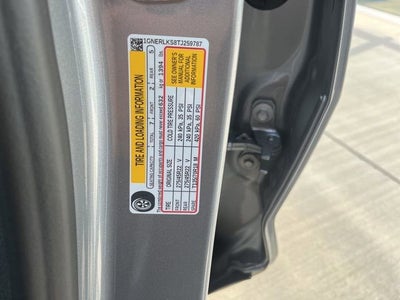 1GNERLKS8TJ259787
TIRE AND LOADING INFORMATION
SEATING CAPACITY TOTAL 7 FRONT 2 REAR 5
The combined weight of occupants and cargo must never exceed 632 kg or 1394 lbs.
TIRE ORIGINAL SIZE COLD TIRE PRESSURE
FRONT 275/45R22 V 240 kPa, 35 PSI
REAR 275/45R22 V 240 kPa, 35 PSI
SPARE T135/70R18 M 420 kPa, 60 PSI
SEE OWNER'S
MANUAL FOR
ADDITIONAL
INFORMATION